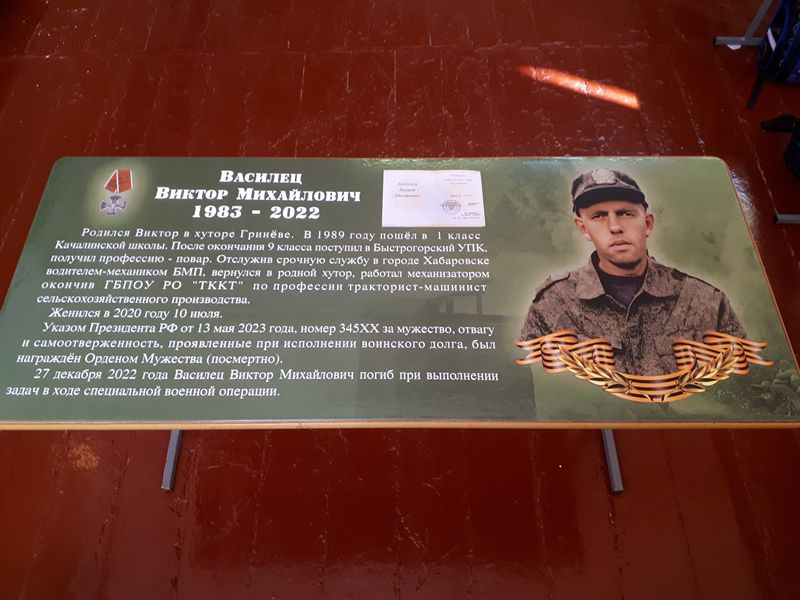 Василец
Виктор Михайлович
1983 - 2022
Родился Виктор в хуторе Гринёве. В 1989 году пошёл в 1 класс
Качалинской школы. После окончания 9 класса поступил в Быстрогорский УПК,
получил профессию - повар. Отслужив срочную службу в городе Хабаровске
водителем-механиком БМП, вернулся в родной хутор, работал механизатором
окончив ГБПОУ РО "ТККТ" по профессии тракторист-машинист
сельскохозяйственного производства.
Женился в 2020 году 10 июля.
Указом Президента РФ от 13 мая 2023 года, номер 345ХХ за мужество, отвагу
и самоотверженность, проявленные при исполнении воинского долга, был
награждён Орденом Мужества (посмертно).
27 декабря 2022 года Василец Виктор Михайлович погиб при выполнении
задач в ходе специальной военной операции.